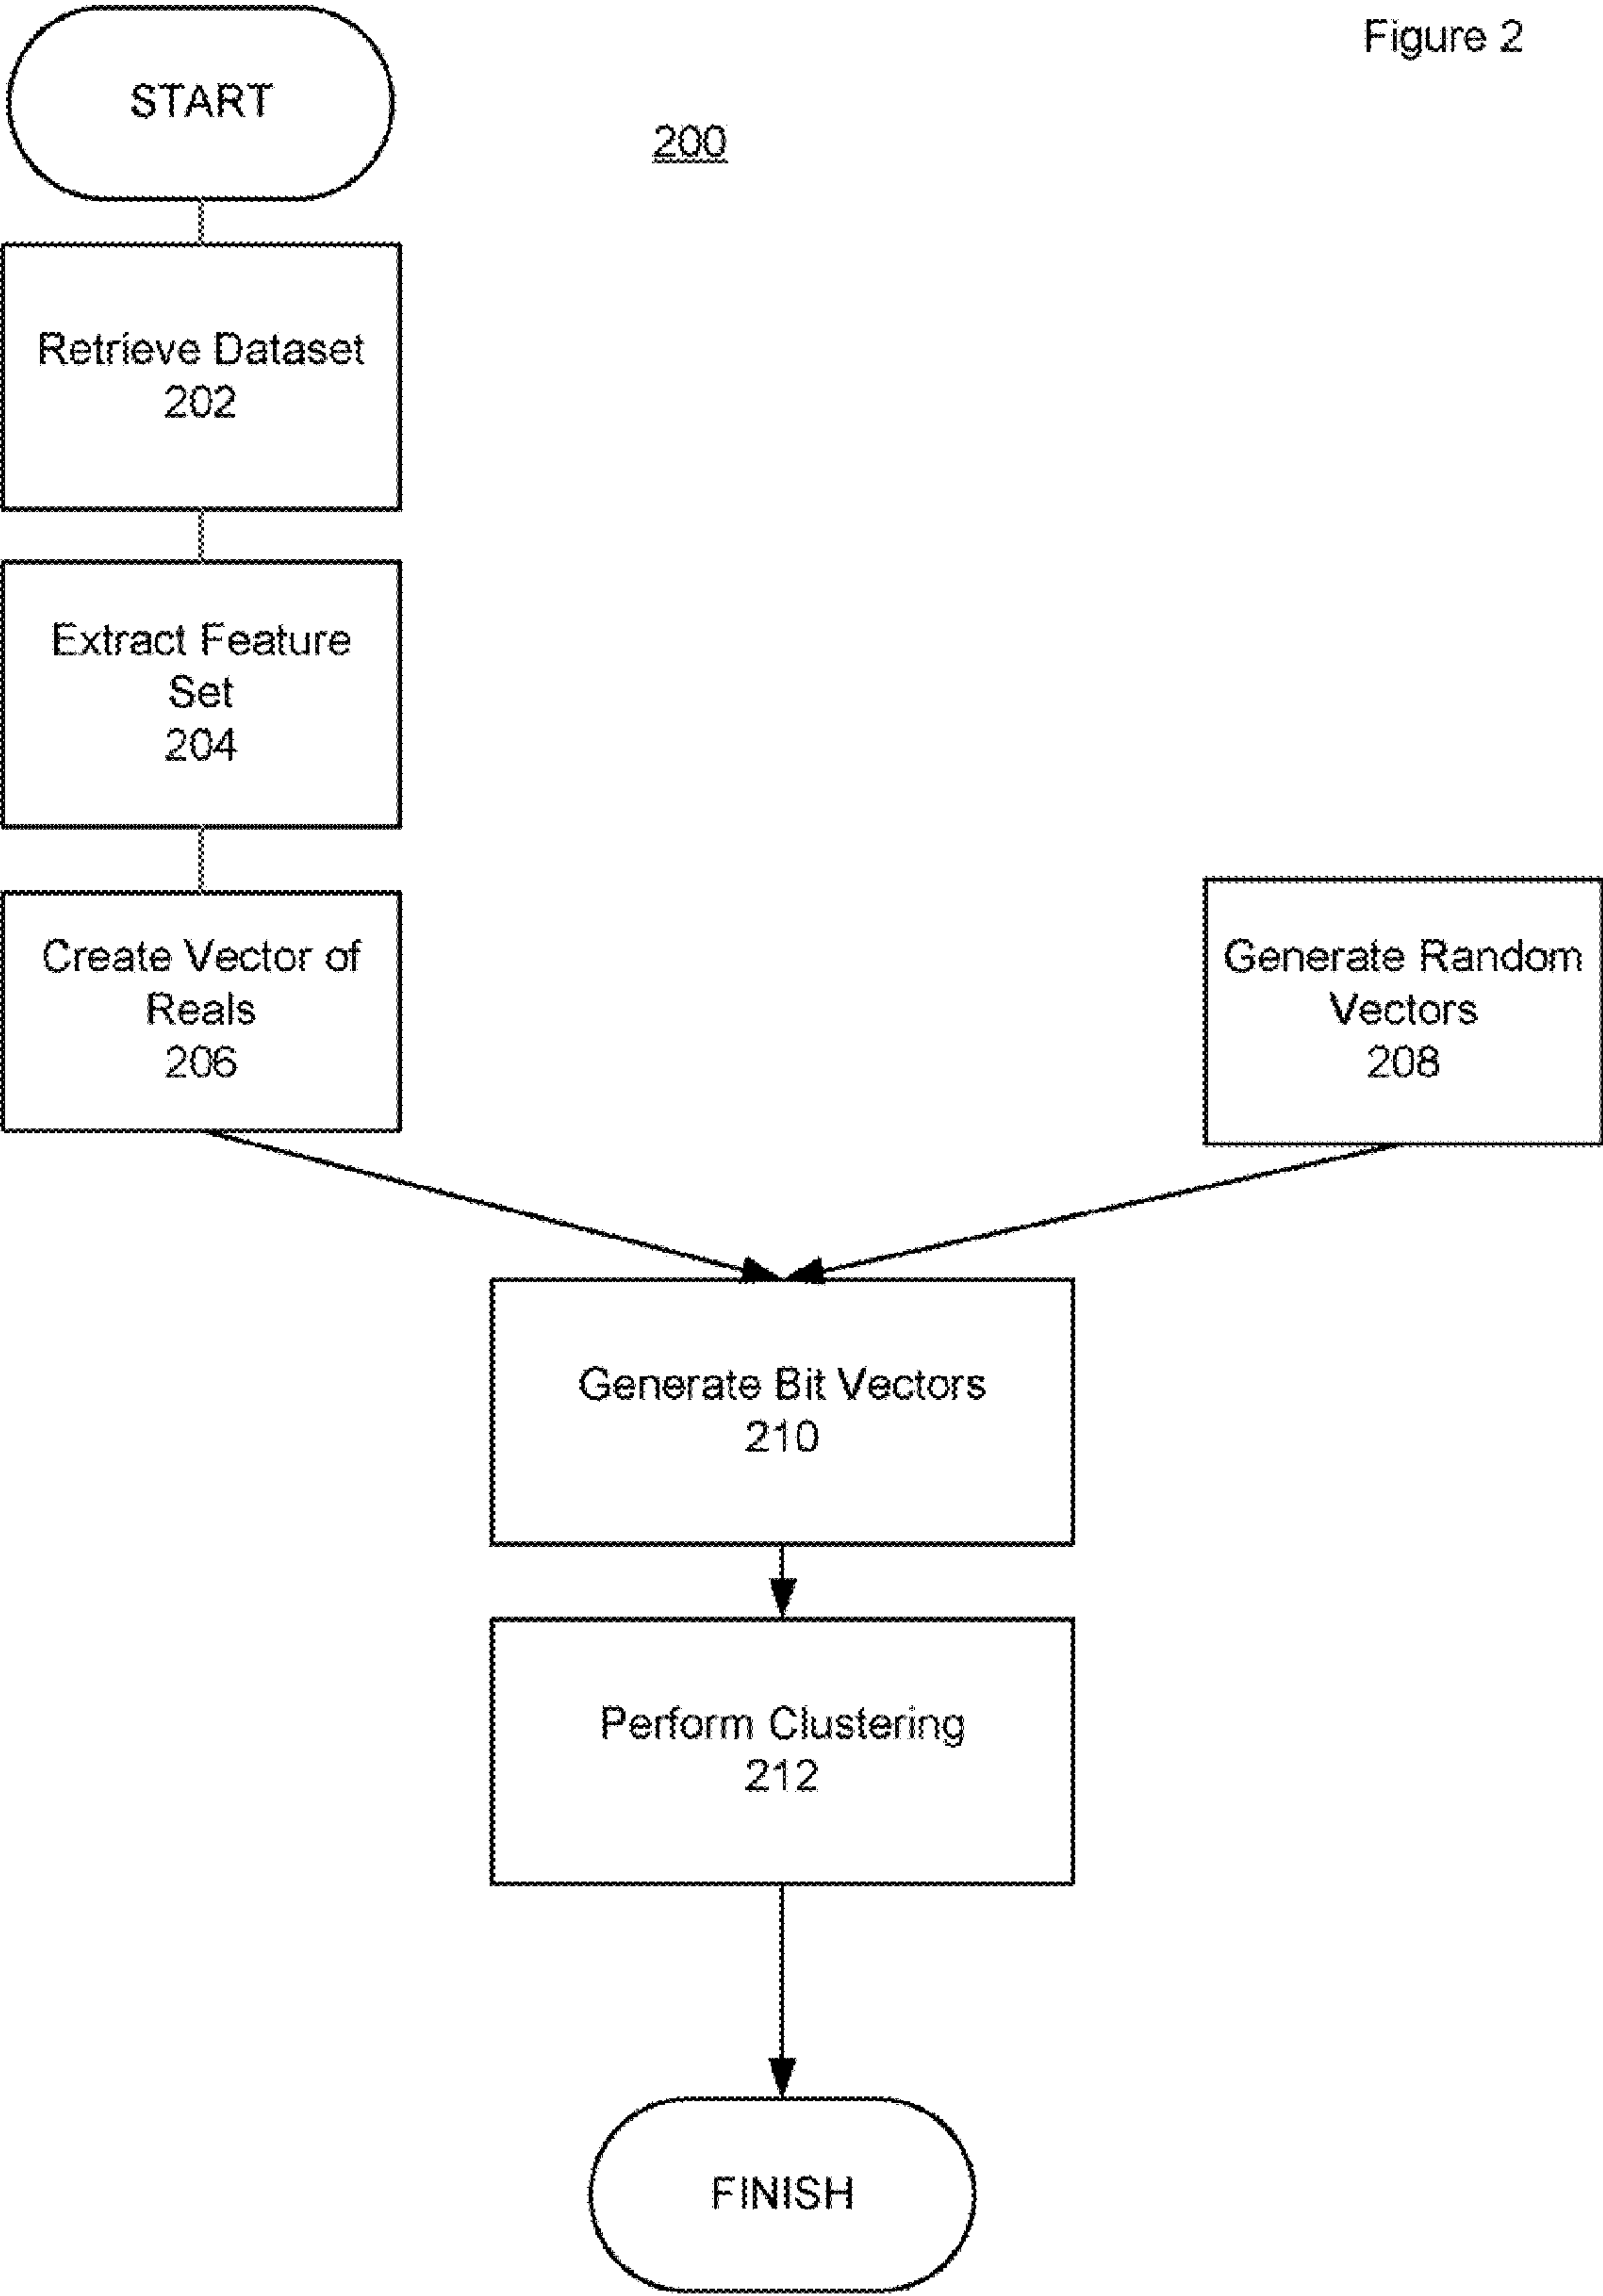 Figure 2
START
200
Retrieve Dataset
202
Extract Feature
Set
204
Create Vector of
Reals
206
Generate Random
Vectors
208
Generate Bit Vectors
210
Perform Clustering
212
FINISH